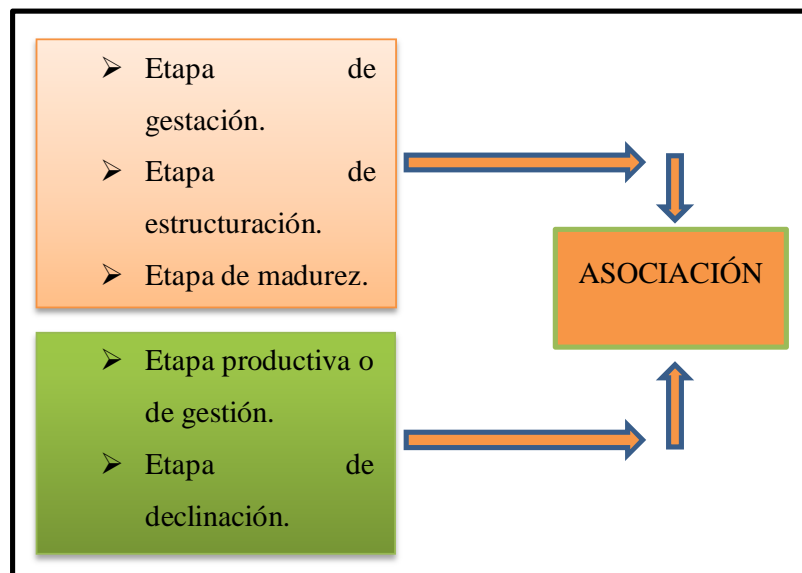 ➢ Etapa de
gestación.
➢ Etapa de
estructuración.
➢ Etapa de madurez.
➢ Etapa productiva o
de gestión.
➢ Etapa de
declinación.
ASOCIACIÓN